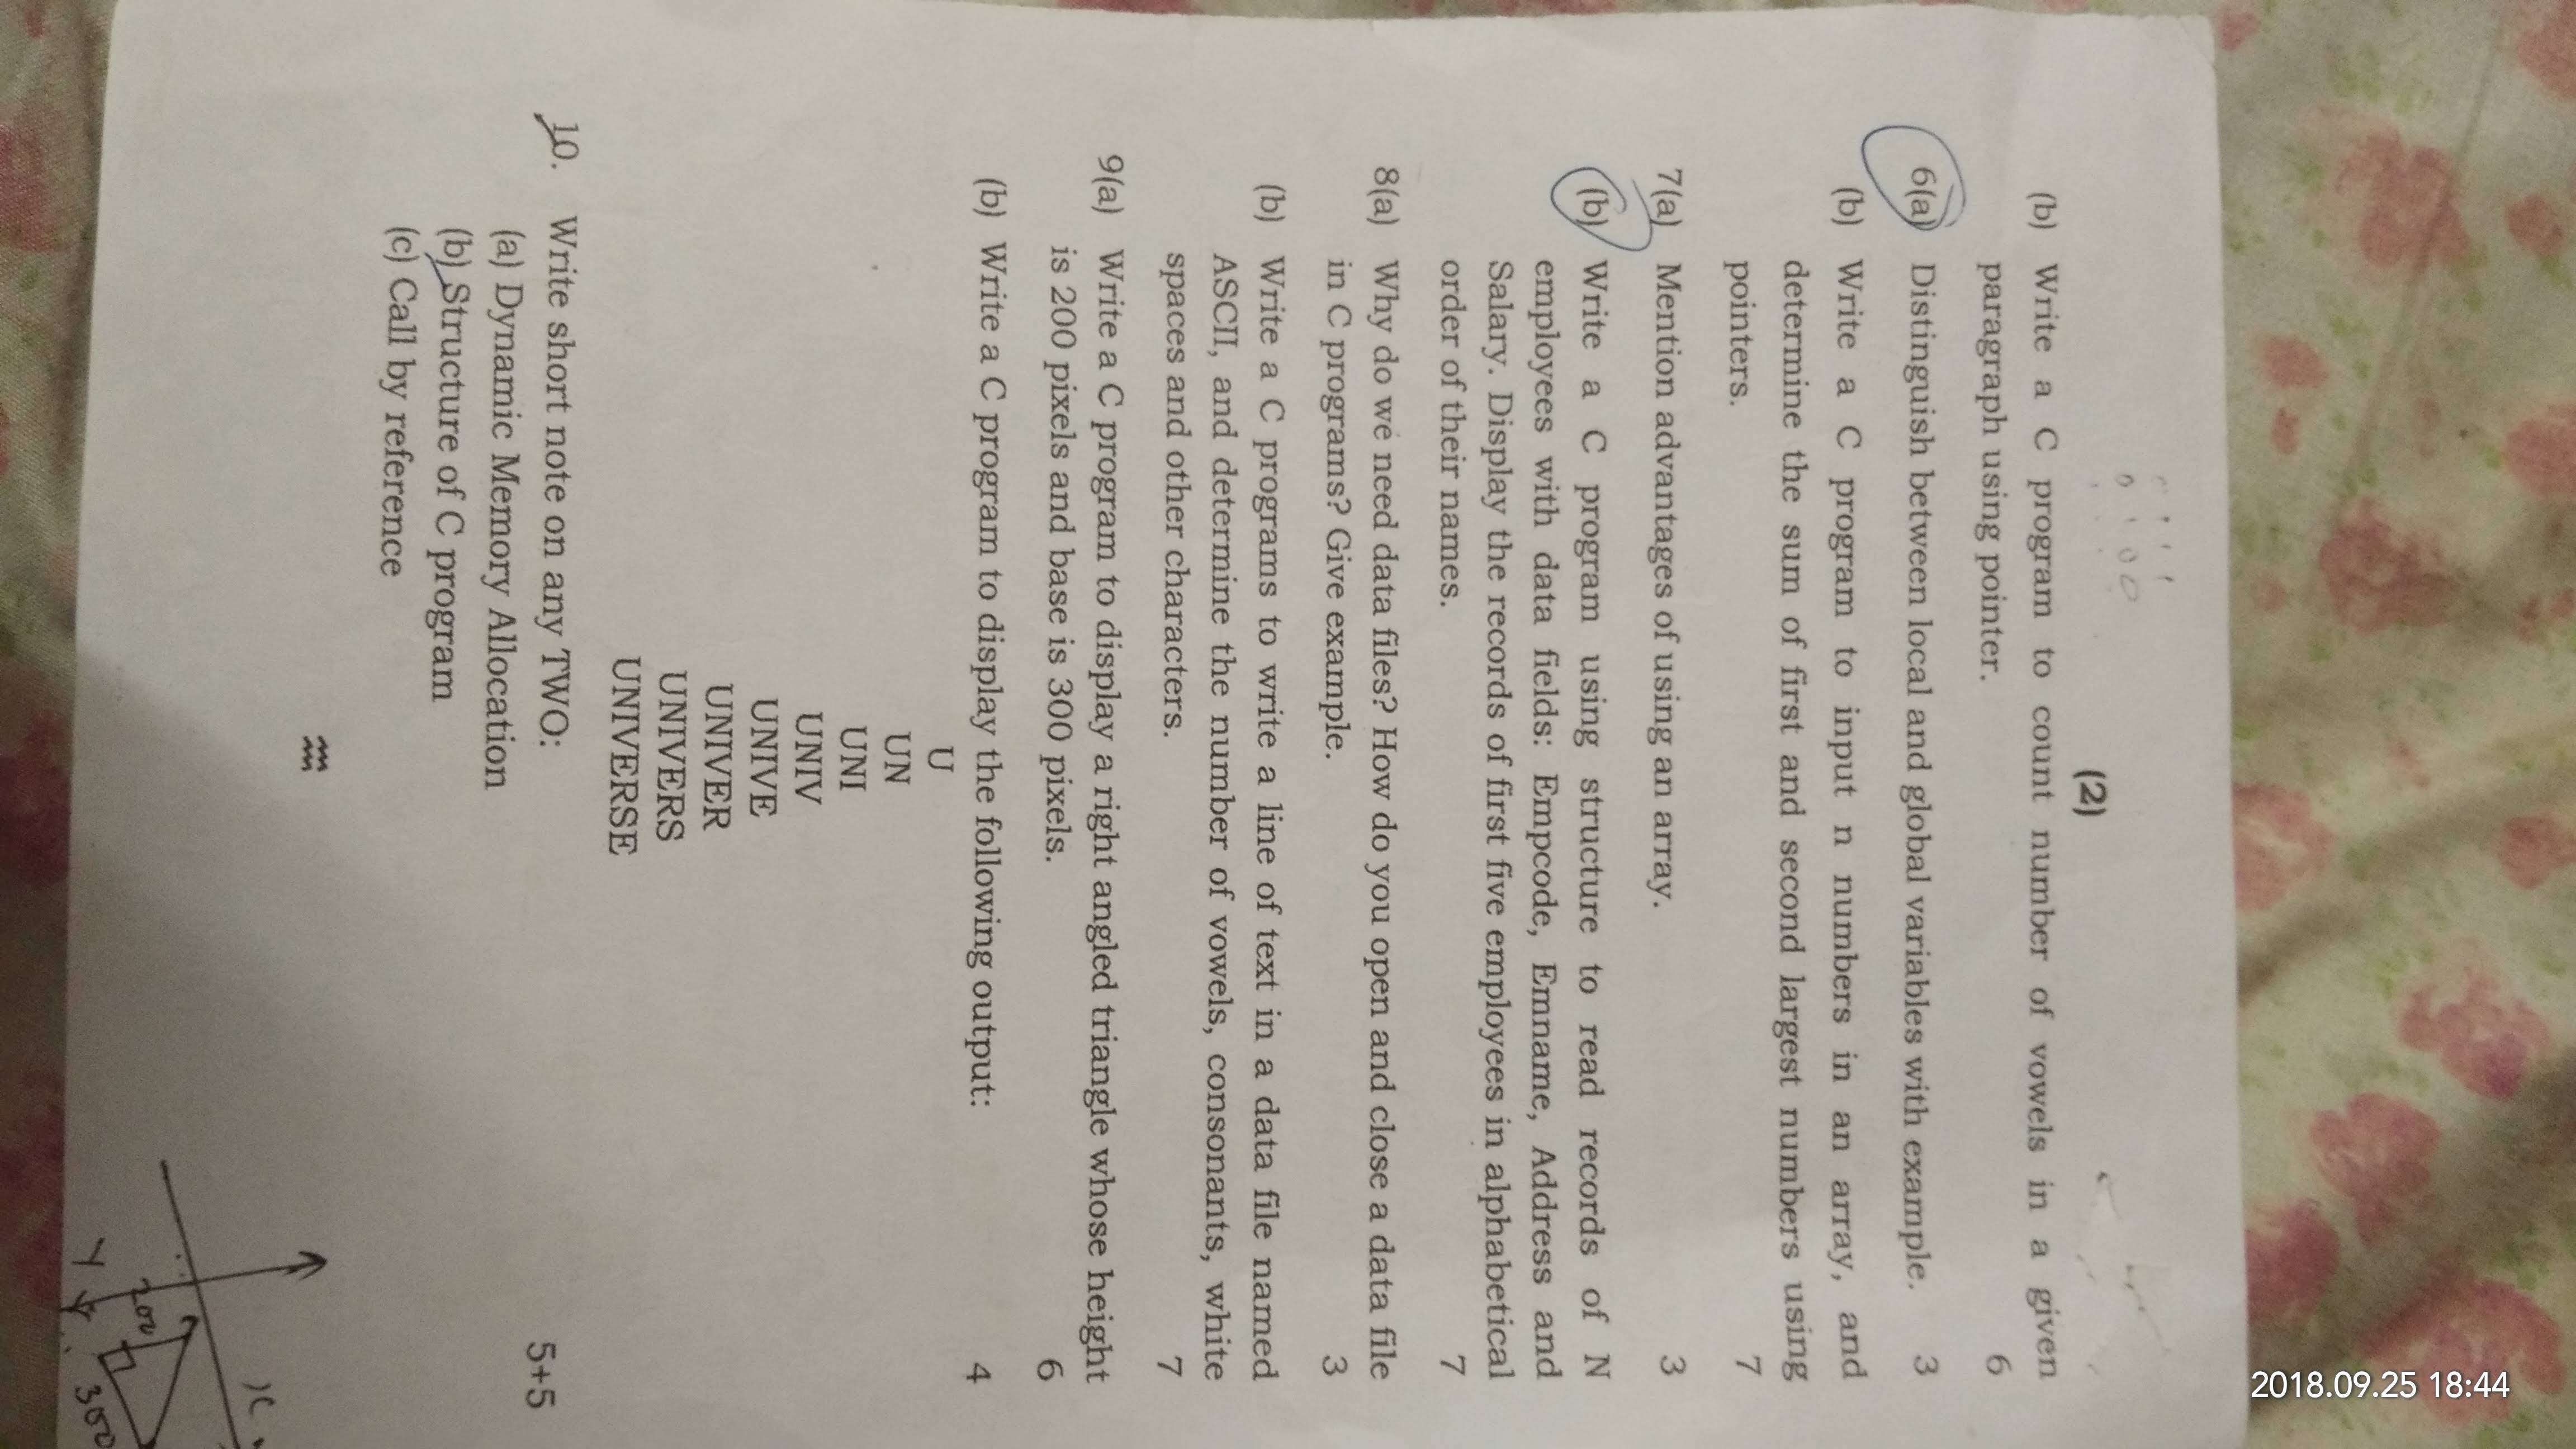 2018.09.25 18:44
(2)
(b) Write a C program to count number of vowels in a given
paragraph using pointer. 6
6(a) Distinguish between local and global variables with example. 3
(b) Write a C program to input n numbers in an array, and
determine the sum of first and second largest numbers using
pointers. 7
7(a) Mention advantages of using an array. 3
(b) Write a C program using structure to read records of N
employees with data fields: Empcode, Emname, Address and
Salary. Display the records of first five employees in alphabetical
order of their names. 7
8(a) Why do we need data files? How do you open and close a data file
in C programs? Give example. 3
(b) Write a C programs to write a line of text in a data file named
ASCII, and determine the number of vowels, consonants, white
spaces and other characters. 7
9(a) Write a C program to display a right angled triangle whose height
is 200 pixels and base is 300 pixels. 6
(b) Write a C program to display the following output: 4
U
UN
UNI
UNIV
UNIVE
UNIVER
UNIVERS
UNIVERSE
10. Write short note on any TWO: 5+5
(a) Dynamic Memory Allocation
(b) Structure of C program
(c) Call by reference
x
200
Y
300